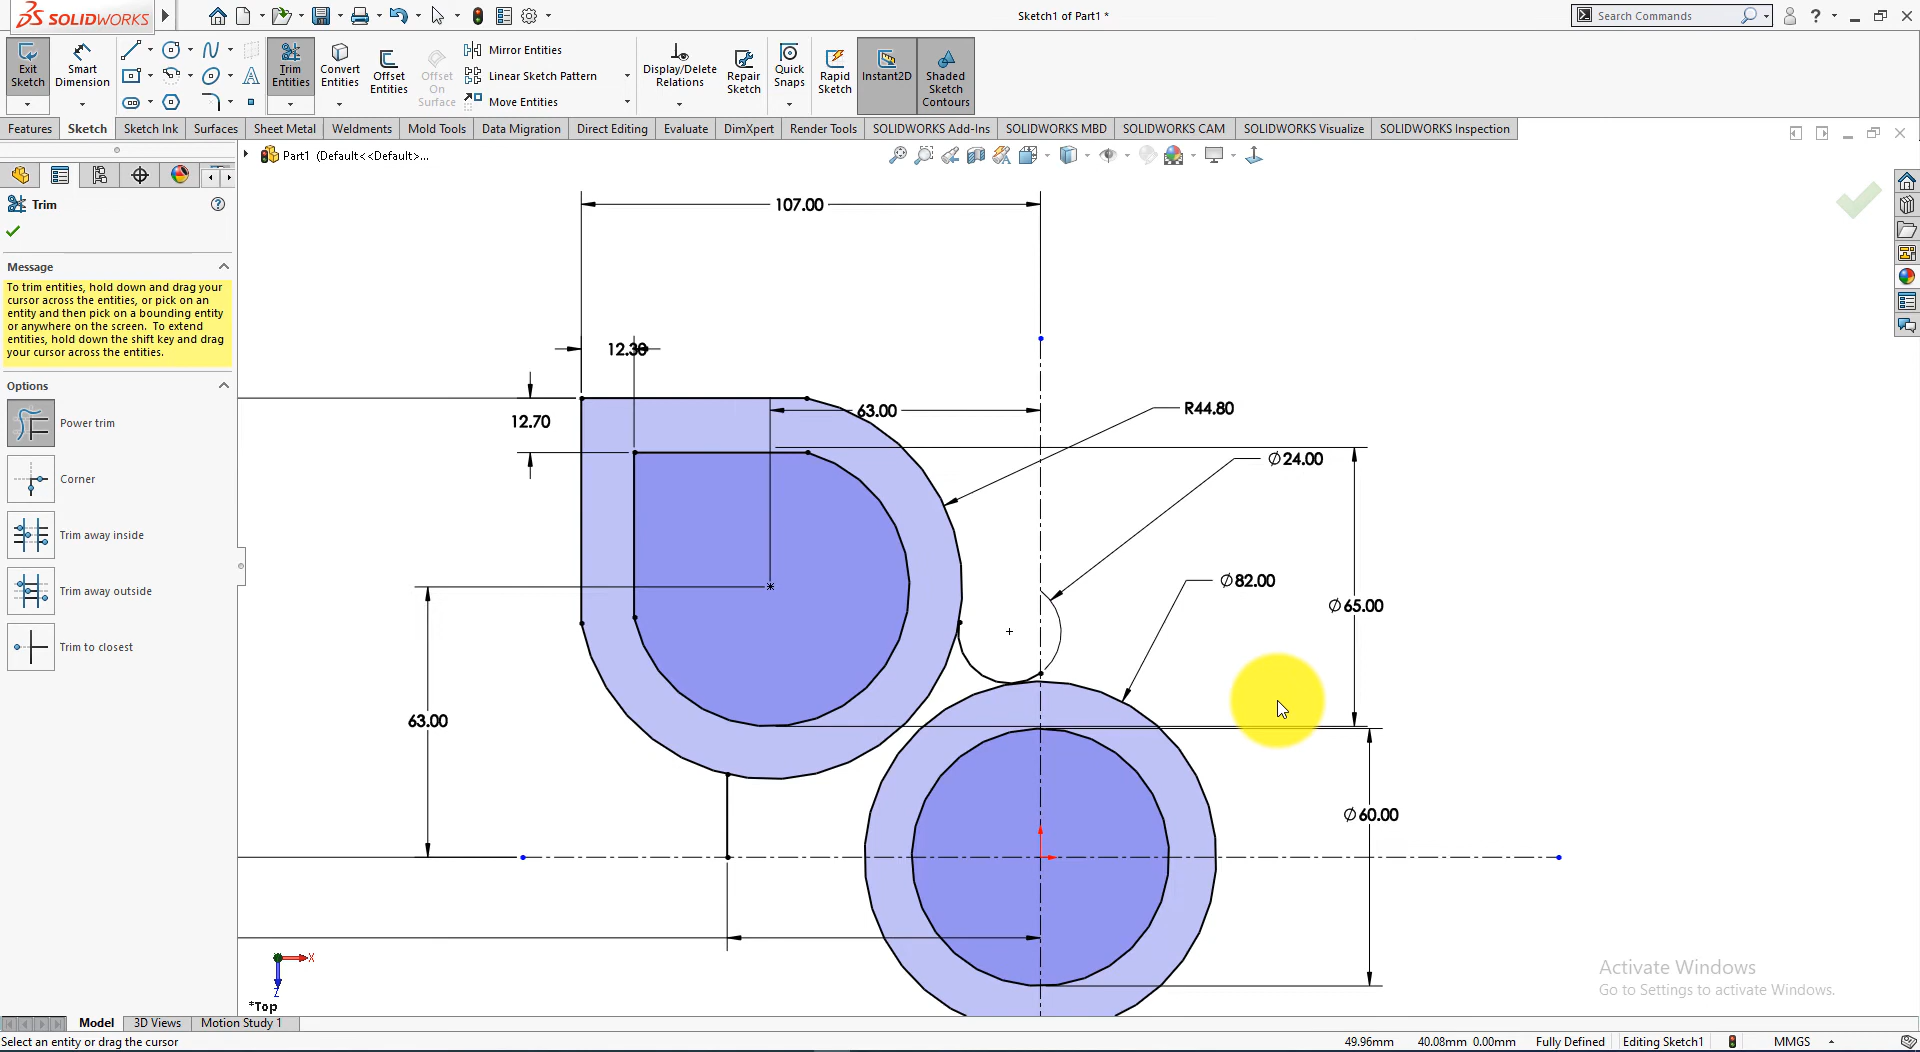 SOLIDWORKS
Sketch1 of Part1 *
Search Commands
Exit Sketch
Smart Dimension
Trim Entities
Convert Entities
Offset Entities
Offset On Surface
Mirror Entities
Linear Sketch Pattern
Move Entities
Display/Delete Relations
Repair Sketch
Quick Snaps
Rapid Sketch
Instant2D
Shaded Sketch Contours
Features
Sketch
Sketch Ink
Surfaces
Sheet Metal
Weldments
Mold Tools
Data Migration
Direct Editing
Evaluate
DimXpert
Render Tools
SOLIDWORKS Add-Ins
SOLIDWORKS MBD
SOLIDWORKS CAM
SOLIDWORKS Visualize
SOLIDWORKS Inspection
Part1 (Default<<Default>...
Trim
Message
To trim entities, hold down and drag your
cursor across the entities, or pick on an
entity and then pick on a bounding entity
or anywhere on the screen. To extend
entities, hold down the shift key and drag
your cursor across the entities.
Options
Power trim
Corner
Trim away inside
Trim away outside
Trim to closest
107.00
12.30
12.70
63.00
R44.80
Ø24.00
Ø82.00
Ø65.00
63.00
Ø60.00
X
Z
*Top
Activate Windows
Go to Settings to activate Windows.
Model
3D Views
Motion Study 1
Select an entity or drag the cursor
49.96mm
40.08mm 0.00mm
Fully Defined
Editing Sketch1
MMGS